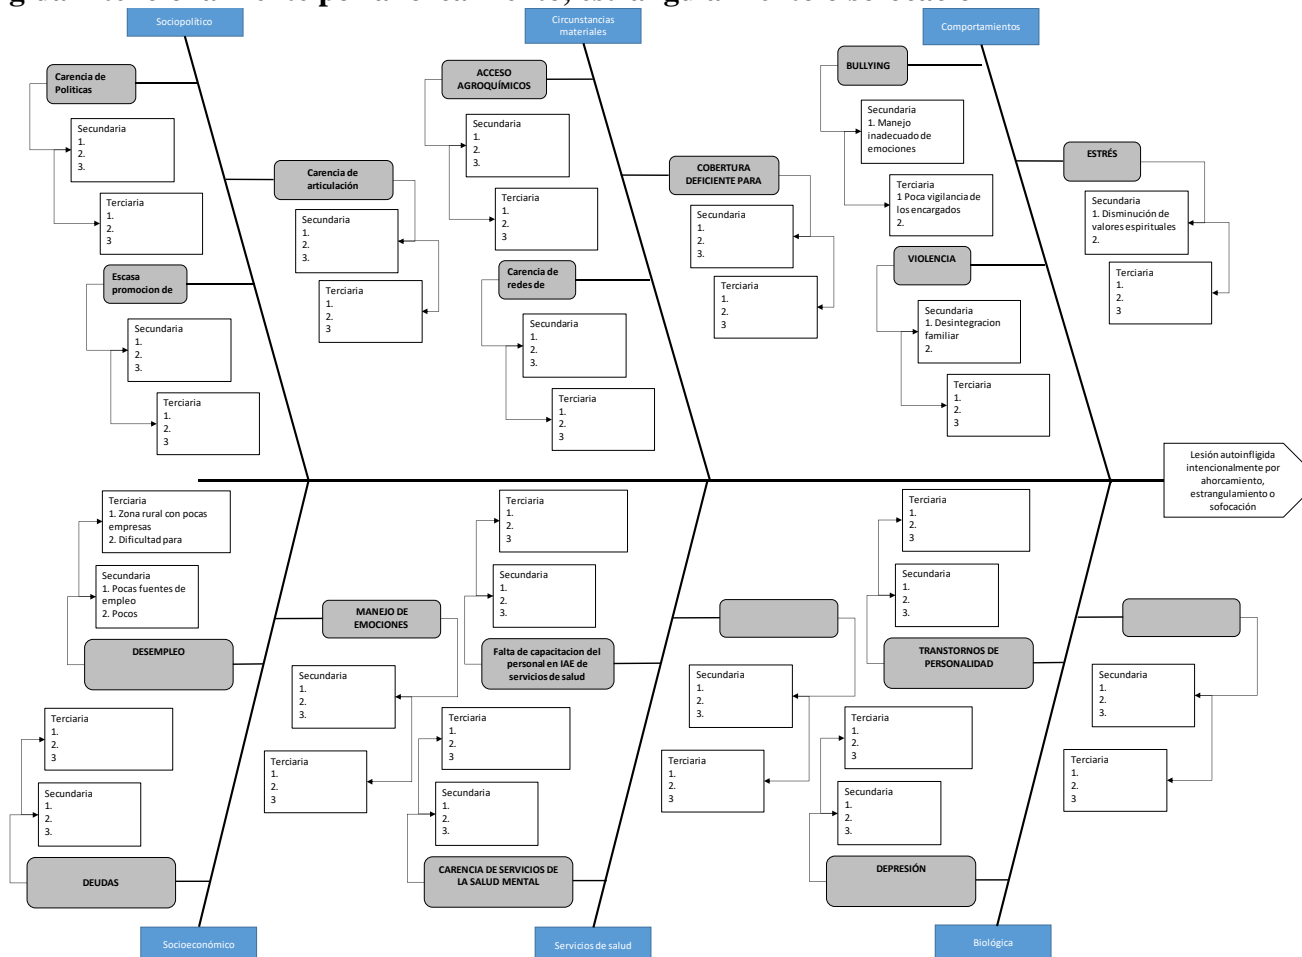 Sociopolítico
Circunstancias
materiales
Comportamientos
Carencia de
Politicas
Secundaria
1.
2.
3.
Terciaria
1.
2.
3
Carencia de
articulación
Secundaria
1.
2.
3.
Terciaria
1.
2.
3
Escasa
promocion de
Secundaria
1.
2.
3.
Terciaria
1.
2.
3
ACCESO
AGROQUÍMICOS
Secundaria
1.
2.
3.
Terciaria
1.
2.
3
COBERTURA
DEFICIENTE PARA
Secundaria
1.
2.
3.
Terciaria
1.
2.
3
Carencia de
redes de
Secundaria
1.
2.
3.
Terciaria
1.
2.
3
BULLYING
Secundaria
1. Manejo
inadecuado de
emociones
Terciaria
1 Poca vigilancia de
los encargados
2.
ESTRÉS
Secundaria
1. Disminución de
valores espirituales
2.
Terciaria
1.
2.
3
VIOLENCIA
Secundaria
1. Desintegracion
familiar
2.
Terciaria
1.
2.
3
Lesión autoinfligida
intencionalmente por
ahorcamiento,
estrangulamiento o
sofocación
Terciaria
1. Zona rural con pocas
empresas
2. Dificultad para
Secundaria
1. Pocas fuentes de
empleo
2. Pocos
DESEMPLEO
MANEJO DE
EMOCIONES
Secundaria
1.
2.
3.
Terciaria
1.
2.
3
Terciaria
1.
2.
3
Secundaria
1.
2.
3.
DEUDAS
Socioeconómico
Terciaria
1.
2.
3
Secundaria
1.
2.
3.
Falta de capacitacion del
personal en IAE de
servicios de salud
Secundaria
1.
2.
3.
Terciaria
1.
2.
3
Terciaria
1.
2.
3
Secundaria
1.
2.
3.
CARENCIA DE SERVICIOS DE
LA SALUD MENTAL
Servicios de salud
Terciaria
1.
2.
3
Secundaria
1.
2.
3.
TRANSTORNOS DE
PERSONALIDAD
Secundaria
1.
2.
3.
Terciaria
1.
2.
3
Terciaria
1.
2.
3
Secundaria
1.
2.
3.
DEPRESIÓN
Biológica